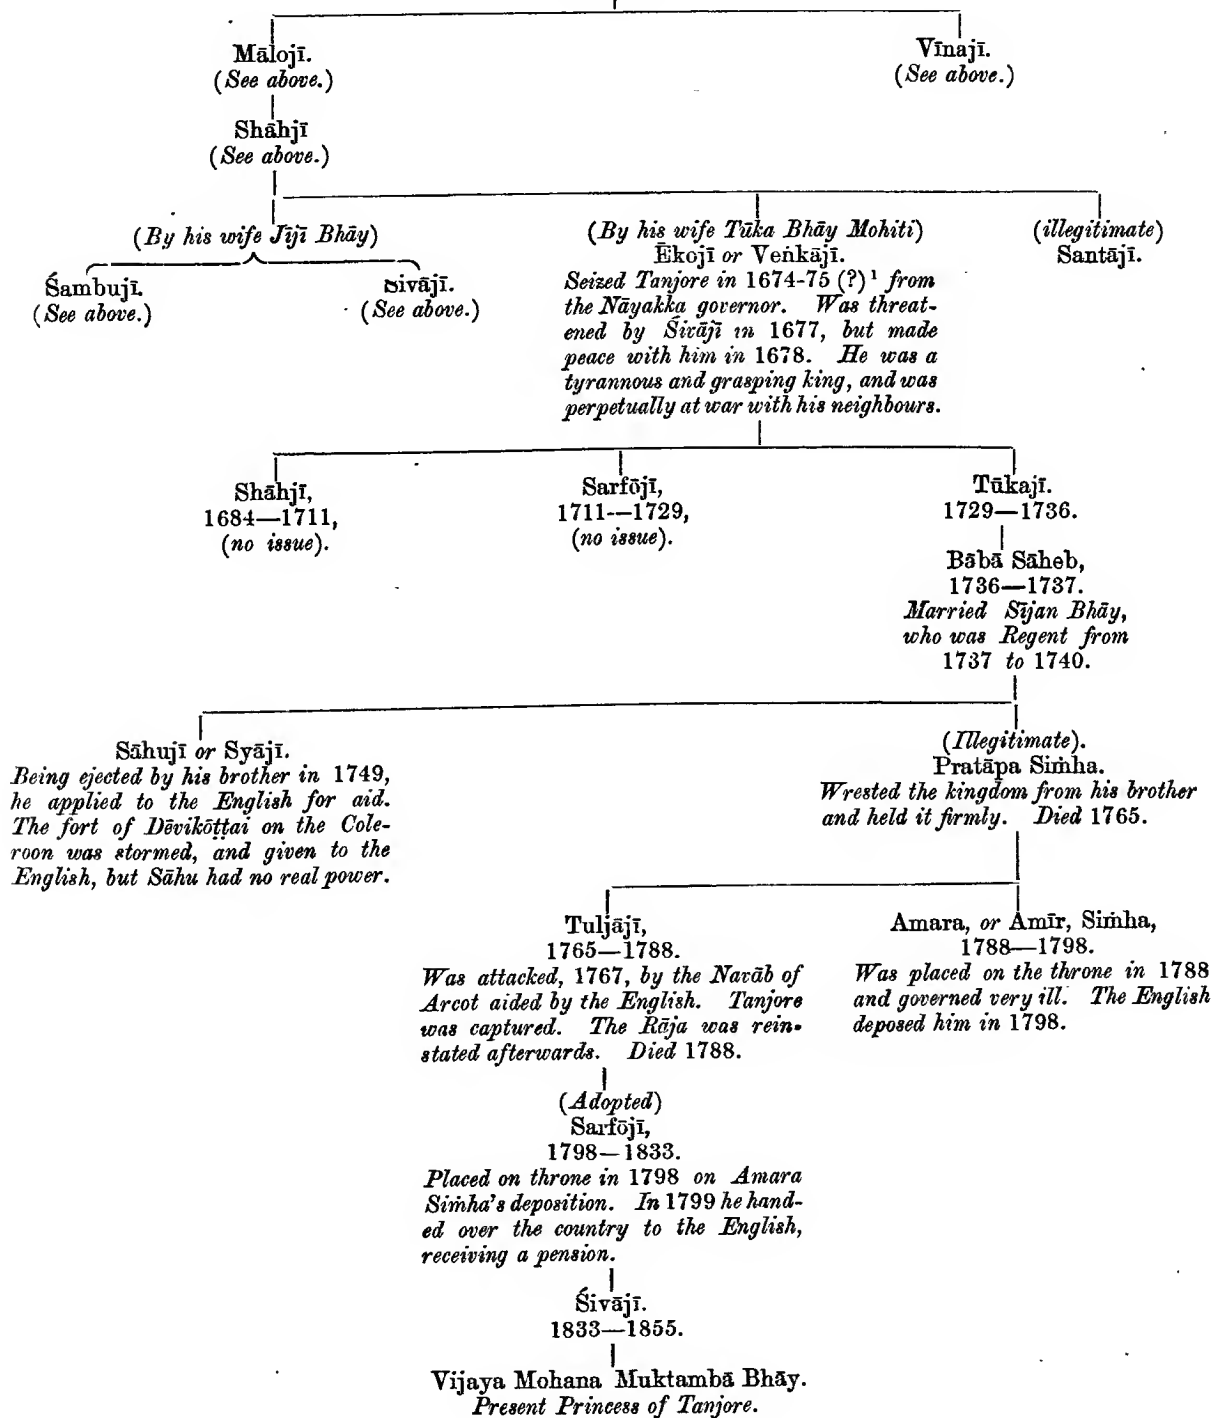 Mālojī.
(See above.)
Vīnajī.
(See above.)
Shāhjī
(See above.)
(By his wife Jījī Bhāy)
Śambujī.
(See above.)
Sivājī.
(See above.)
(By his wife Tūka Bhāy Mohiti)
Ēkojī or Veṅkājī.
Seized Tanjore in 1674-75 (?)¹ from
the Nāyakka governor. Was threat-
ened by Śivājī in 1677, but made
peace with him in 1678. He was a
tyrannous and grasping king, and was
perpetually at war with his neighbours.
(illegitimate)
Santājī.
Shāhjī,
1684—1711,
(no issue).
Sarfōjī,
1711—1729,
(no issue).
Tūkajī.
1729—1736.
Bābā Sāheb,
1736—1737.
Married Sījan Bhāy,
who was Regent from
1737 to 1740.
Sāhujī or Syājī.
Being ejected by his brother in 1749,
he applied to the English for aid.
The fort of Dēvikōṭṭai on the Cole-
roon was stormed, and given to the
English, but Sāhu had no real power.
(Illegitimate).
Pratāpa Siṁha.
Wrested the kingdom from his brother
and held it firmly. Died 1765.
Tuljājī,
1765—1788.
Was attacked, 1767, by the Navāb of
Arcot aided by the English. Tanjore
was captured. The Rāja was rein-
stated afterwards. Died 1788.
Amara, or Amīr, Siṁha,
1788—1798.
Was placed on the throne in 1788
and governed very ill. The English
deposed him in 1798.
(Adopted)
Sarfōjī,
1798—1833.
Placed on throne in 1798 on Amara
Siṁha's deposition. In 1799 he hand-
ed over the country to the English,
receiving a pension.
Śivājī.
1833—1855.
Vijaya Mohana Muktambā Bhāy.
Present Princess of Tanjore.